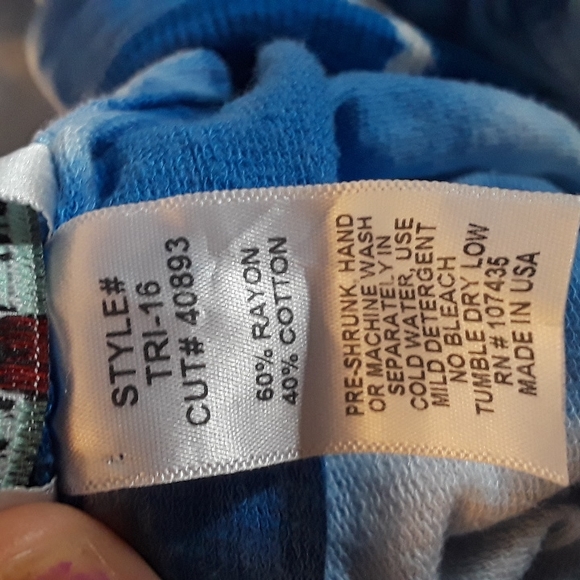 STYLE#
TRI-16
CUT# 40893
60% RAYON
40% COTTON
PRE-SHRUNK, HAND
OR MACHINE WASH
SEPARATELY IN
COLD WATER, USE
MILD DETERGENT
NO BLEACH
TUMBLE DRY LOW
RN # 107435
MADE IN USA